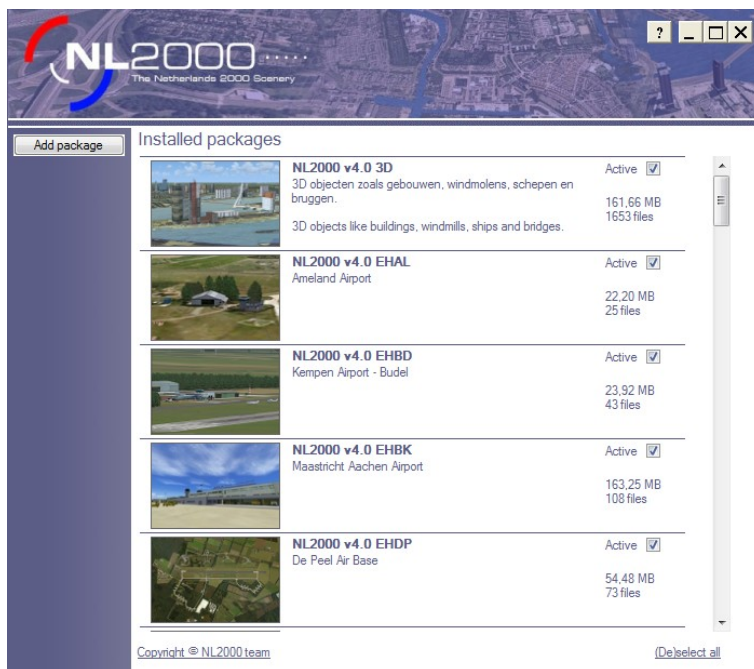 NL2000
The Netherlands 2000 Scenery
?
Add package
Installed packages
NL2000 v4.0 3D
Active
3D objecten zoals gebouwen, windmolens, schepen en
bruggen.
161,66 MB
1653 files
3D objects like buildings, windmills, ships and bridges.
NL2000 v4.0 EHAL
Active
Ameland Airport
22,20 MB
25 files
NL2000 v4.0 EHBD
Active
Kempen Airport - Budel
23,92 MB
43 files
NL2000 v4.0 EHBK
Active
Maastricht Aachen Airport
163,25 MB
108 files
NL2000 v4.0 EHDP
Active
De Peel Air Base
54,48 MB
73 files
Copyright © NL2000 team
(De)select all